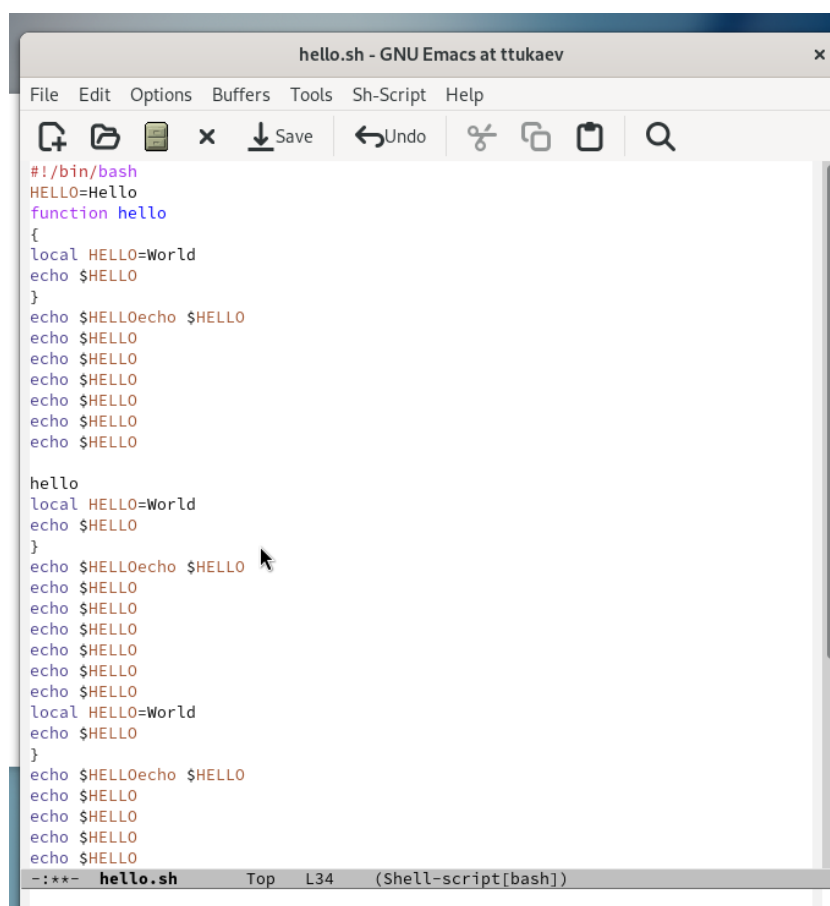 hello.sh - GNU Emacs at ttukaev
File Edit Options Buffers Tools Sh-Script Help
Save Undo
#!/bin/bash
HELLO=Hello
function hello
{
local HELLO=World
echo $HELLO
}
echo $HELLOecho $HELLO
echo $HELLO
echo $HELLO
echo $HELLO
echo $HELLO
echo $HELLO
echo $HELLO
hello
local HELLO=World
echo $HELLO
}
echo $HELLOecho $HELLO
echo $HELLO
echo $HELLO
echo $HELLO
echo $HELLO
echo $HELLO
echo $HELLO
local HELLO=World
echo $HELLO
}
echo $HELLOecho $HELLO
echo $HELLO
echo $HELLO
echo $HELLO
echo $HELLO
-:**- hello.sh Top L34 (Shell-script[bash])